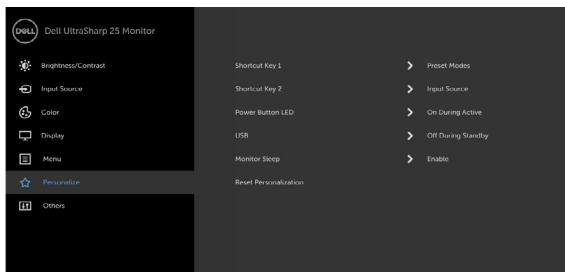 DELL Dell UltraSharp 25 Monitor
Brightness/Contrast Shortcut Key 1 Preset Modes
Input Source Shortcut Key 2 Input Source
Color Power Button LED On During Active
Display USB Off During Standby
Menu Monitor Sleep Enable
Personalize Reset Personalization
Others